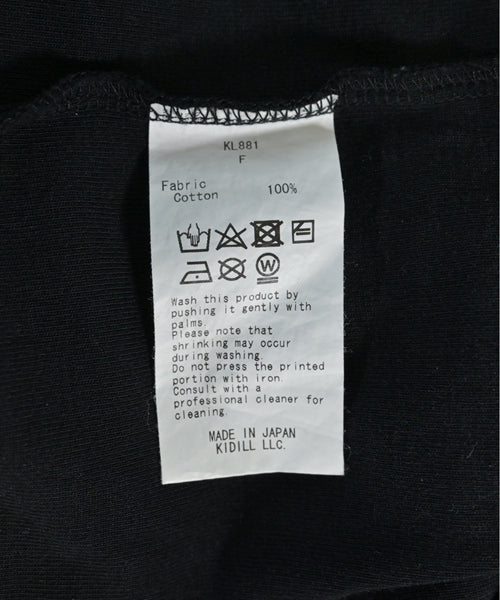 KL881
F
Fabric
Cotton 100%
W
Wash this product by
pushing it gently with
palms.
Please note that
shrinking may occur
during washing.
Do not press the printed
portion with iron.
Consult with a
professional cleaner for
cleaning.
MADE IN JAPAN
KIDILL LLC.